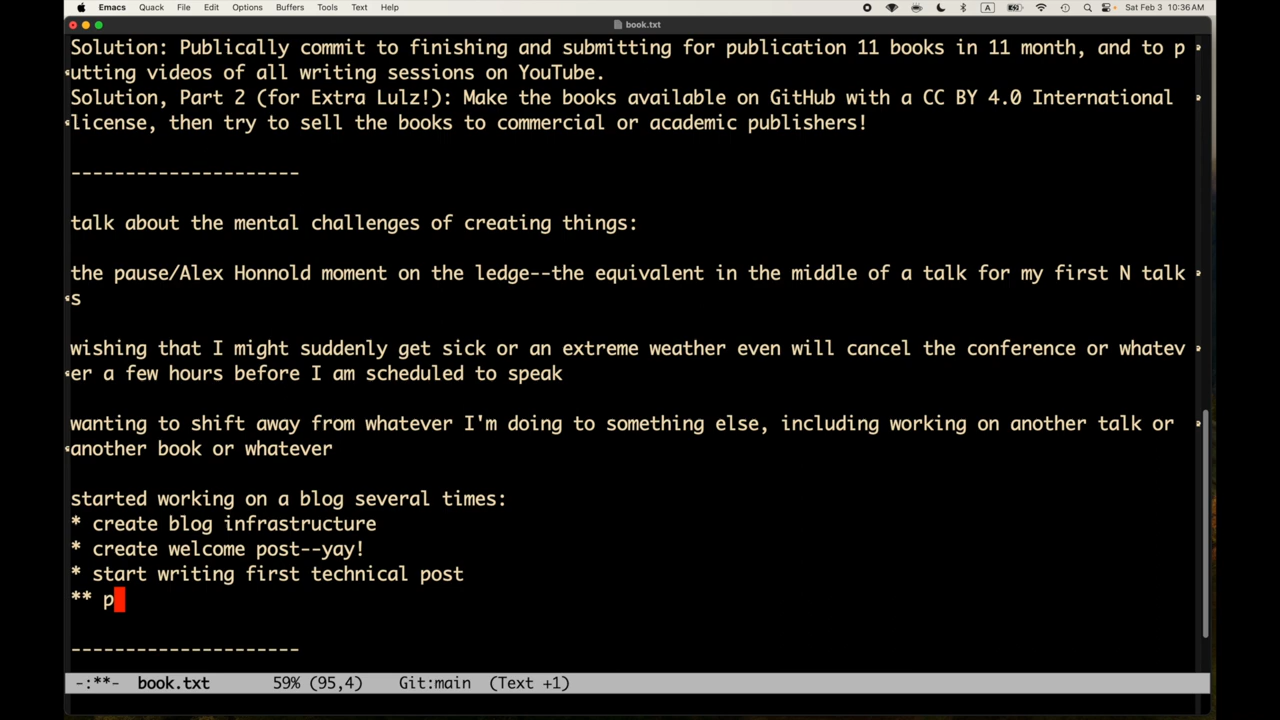 Emacs Quack File Edit Options Buffers Tools Text Help A Sat Feb 3 10:36 AM
book.txt
Solution: Publically commit to finishing and submitting for publication 11 books in 11 month, and to p
utting videos of all writing sessions on YouTube.
Solution, Part 2 (for Extra Lulz!): Make the books available on GitHub with a CC BY 4.0 International
license, then try to sell the books to commercial or academic publishers!
---------------------
talk about the mental challenges of creating things:
the pause/Alex Honnold moment on the ledge--the equivalent in the middle of a talk for my first N talk
s
wishing that I might suddenly get sick or an extreme weather even will cancel the conference or whatev
er a few hours before I am scheduled to speak
wanting to shift away from whatever I'm doing to something else, including working on another talk or
another book or whatever
started working on a blog several times:
* create blog infrastructure
* create welcome post--yay!
* start writing first technical post
** p
---------------------
-:**- book.txt 59% (95,4) Git:main (Text +1)